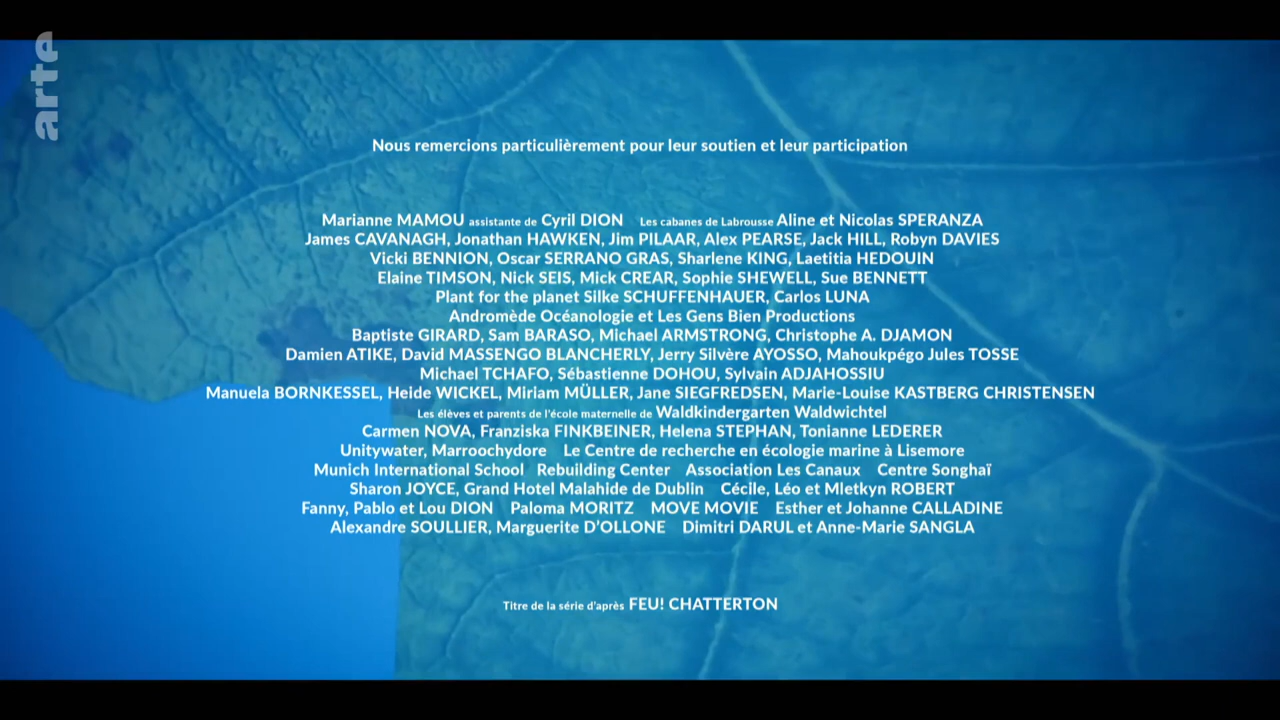 arte
Nous remercions particulièrement pour leur soutien et leur participation
Marianne MAMOU assistante de Cyril DION Les cabanes de Labrousse Aline et Nicolas SPERANZA
James CAVANAGH, Jonathan HAWKEN, Jim PILAAR, Alex PEARSE, Jack HILL, Robyn DAVIES
Vicki BENNION, Oscar SERRANO GRAS, Sharlene KING, Laetitia HEDOUIN
Elaine TIMSON, Nick SEIS, Mick CREAR, Sophie SHEWELL, Sue BENNETT
Plant for the planet Silke SCHUFFENHAUER, Carlos LUNA
Andromède Océanologie et Les Gens Bien Productions
Baptiste GIRARD, Sam BARASO, Michael ARMSTRONG, Christophe A. DJAMON
Damien ATIKE, David MASSENGO BLANCHERLY, Jerry Silvère AYOSSO, Mahoukpégo Jules TOSSE
Michael TCHAFO, Sébastienne DOHOU, Sylvain ADJAHOSSIU
Manuela BORNKESSEL, Heide WICKEL, Miriam MÜLLER, Jane SIEGFREDSEN, Marie-Louise KASTBERG CHRISTENSEN
Les élèves et parents de l'école maternelle de Waldkindergarten Waldwichtel
Carmen NOVA, Franziska FINKBEINER, Helena STEPHAN, Tonianne LEDERER
Unitywater, Marroochydore Le Centre de recherche en écologie marine à Lisemore
Munich International School Rebuilding Center Association Les Canaux Centre Songhaï
Sharon JOYCE, Grand Hotel Malahide de Dublin Cécile, Léo et Mletkyn ROBERT
Fanny, Pablo et Lou DION Paloma MORITZ MOVE MOVIE Esther et Johanne CALLADINE
Alexandre SOULLIER, Marguerite D'OLLONE Dimitri DARUL et Anne-Marie SANGLA
Titre de la série d'après FEU! CHATTERTON